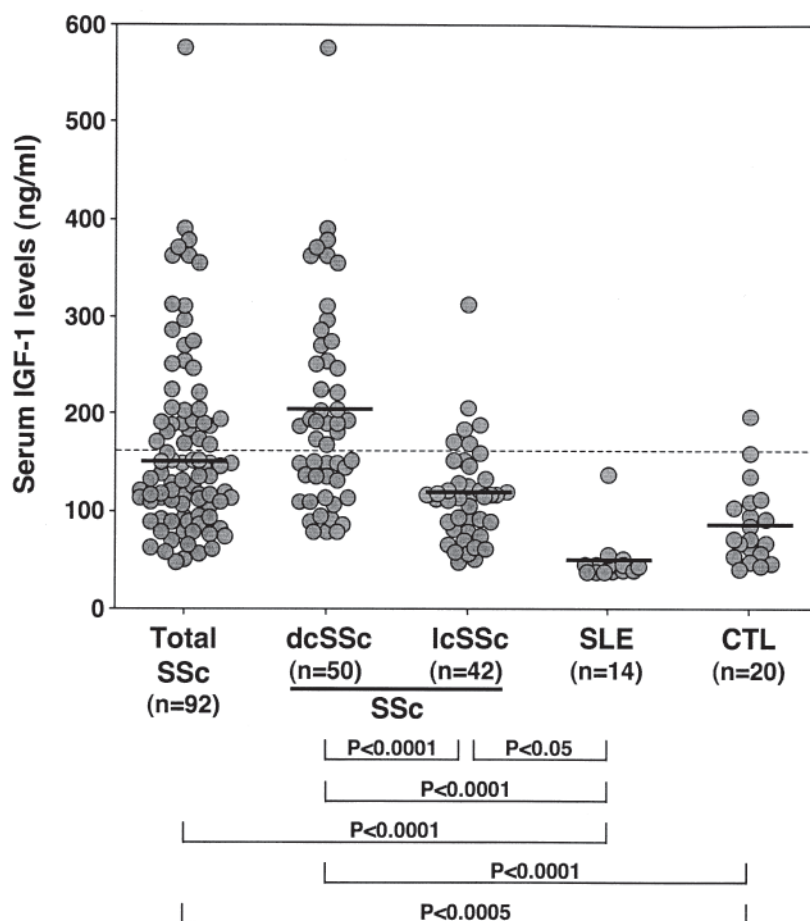 600
500
400
300
200
100
0
Serum IGF-1 levels (ng/ml)
Total
SSc
(n=92)
dcSSc
(n=50)
lcSSc
(n=42)
SSc
SLE
(n=14)
CTL
(n=20)
P<0.0001 P<0.05
P<0.0001
P<0.0001
P<0.0001
P<0.0005